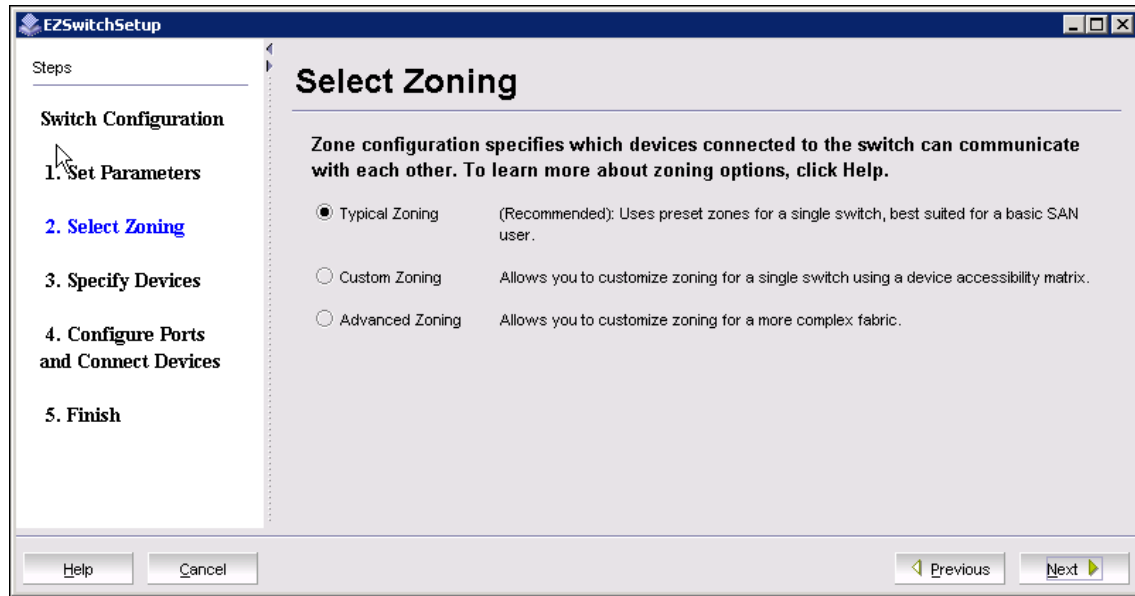 EZSwitchSetup
Steps
Switch Configuration
1. Set Parameters
2. Select Zoning
3. Specify Devices
4. Configure Ports
and Connect Devices
5. Finish
Select Zoning
Zone configuration specifies which devices connected to the switch can communicate
with each other. To learn more about zoning options, click Help.
Typical Zoning (Recommended): Uses preset zones for a single switch, best suited for a basic SAN
user.
Custom Zoning Allows you to customize zoning for a single switch using a device accessibility matrix.
Advanced Zoning Allows you to customize zoning for a more complex fabric.
Help Cancel Previous Next